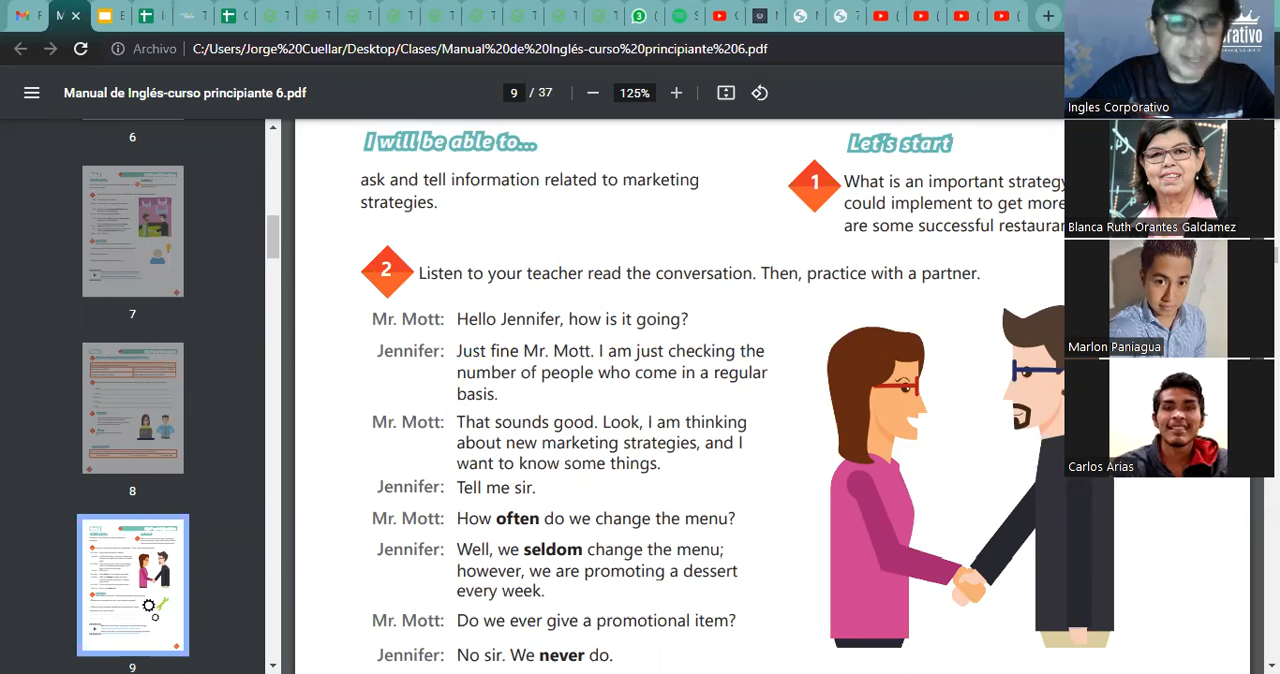 Archivo
C:/Users/Jorge%20Cuellar/Desktop/Clases/Manual%20de%20Inglés-curso%20principiante%206.pdf
Manual de Inglés-curso principiante 6.pdf
9 / 37
125%
6
7
8
9
I will be able to...
ask and tell information related to marketing
strategies.
Let's start
1
What is an important strategy
could implement to get more
are some successful restaurant
2
Listen to your teacher read the conversation. Then, practice with a partner.
Mr. Mott: Hello Jennifer, how is it going?
Jennifer: Just fine Mr. Mott. I am just checking the
number of people who come in a regular
basis.
Mr. Mott: That sounds good. Look, I am thinking
about new marketing strategies, and I
want to know some things.
Jennifer: Tell me sir.
Mr. Mott: How often do we change the menu?
Jennifer: Well, we seldom change the menu;
however, we are promoting a dessert
every week.
Mr. Mott: Do we ever give a promotional item?
Jennifer: No sir. We never do.
Ingles Corporativo
Blanca Ruth Orantes Galdamez
Marlon Paniagua
Carlos Arias